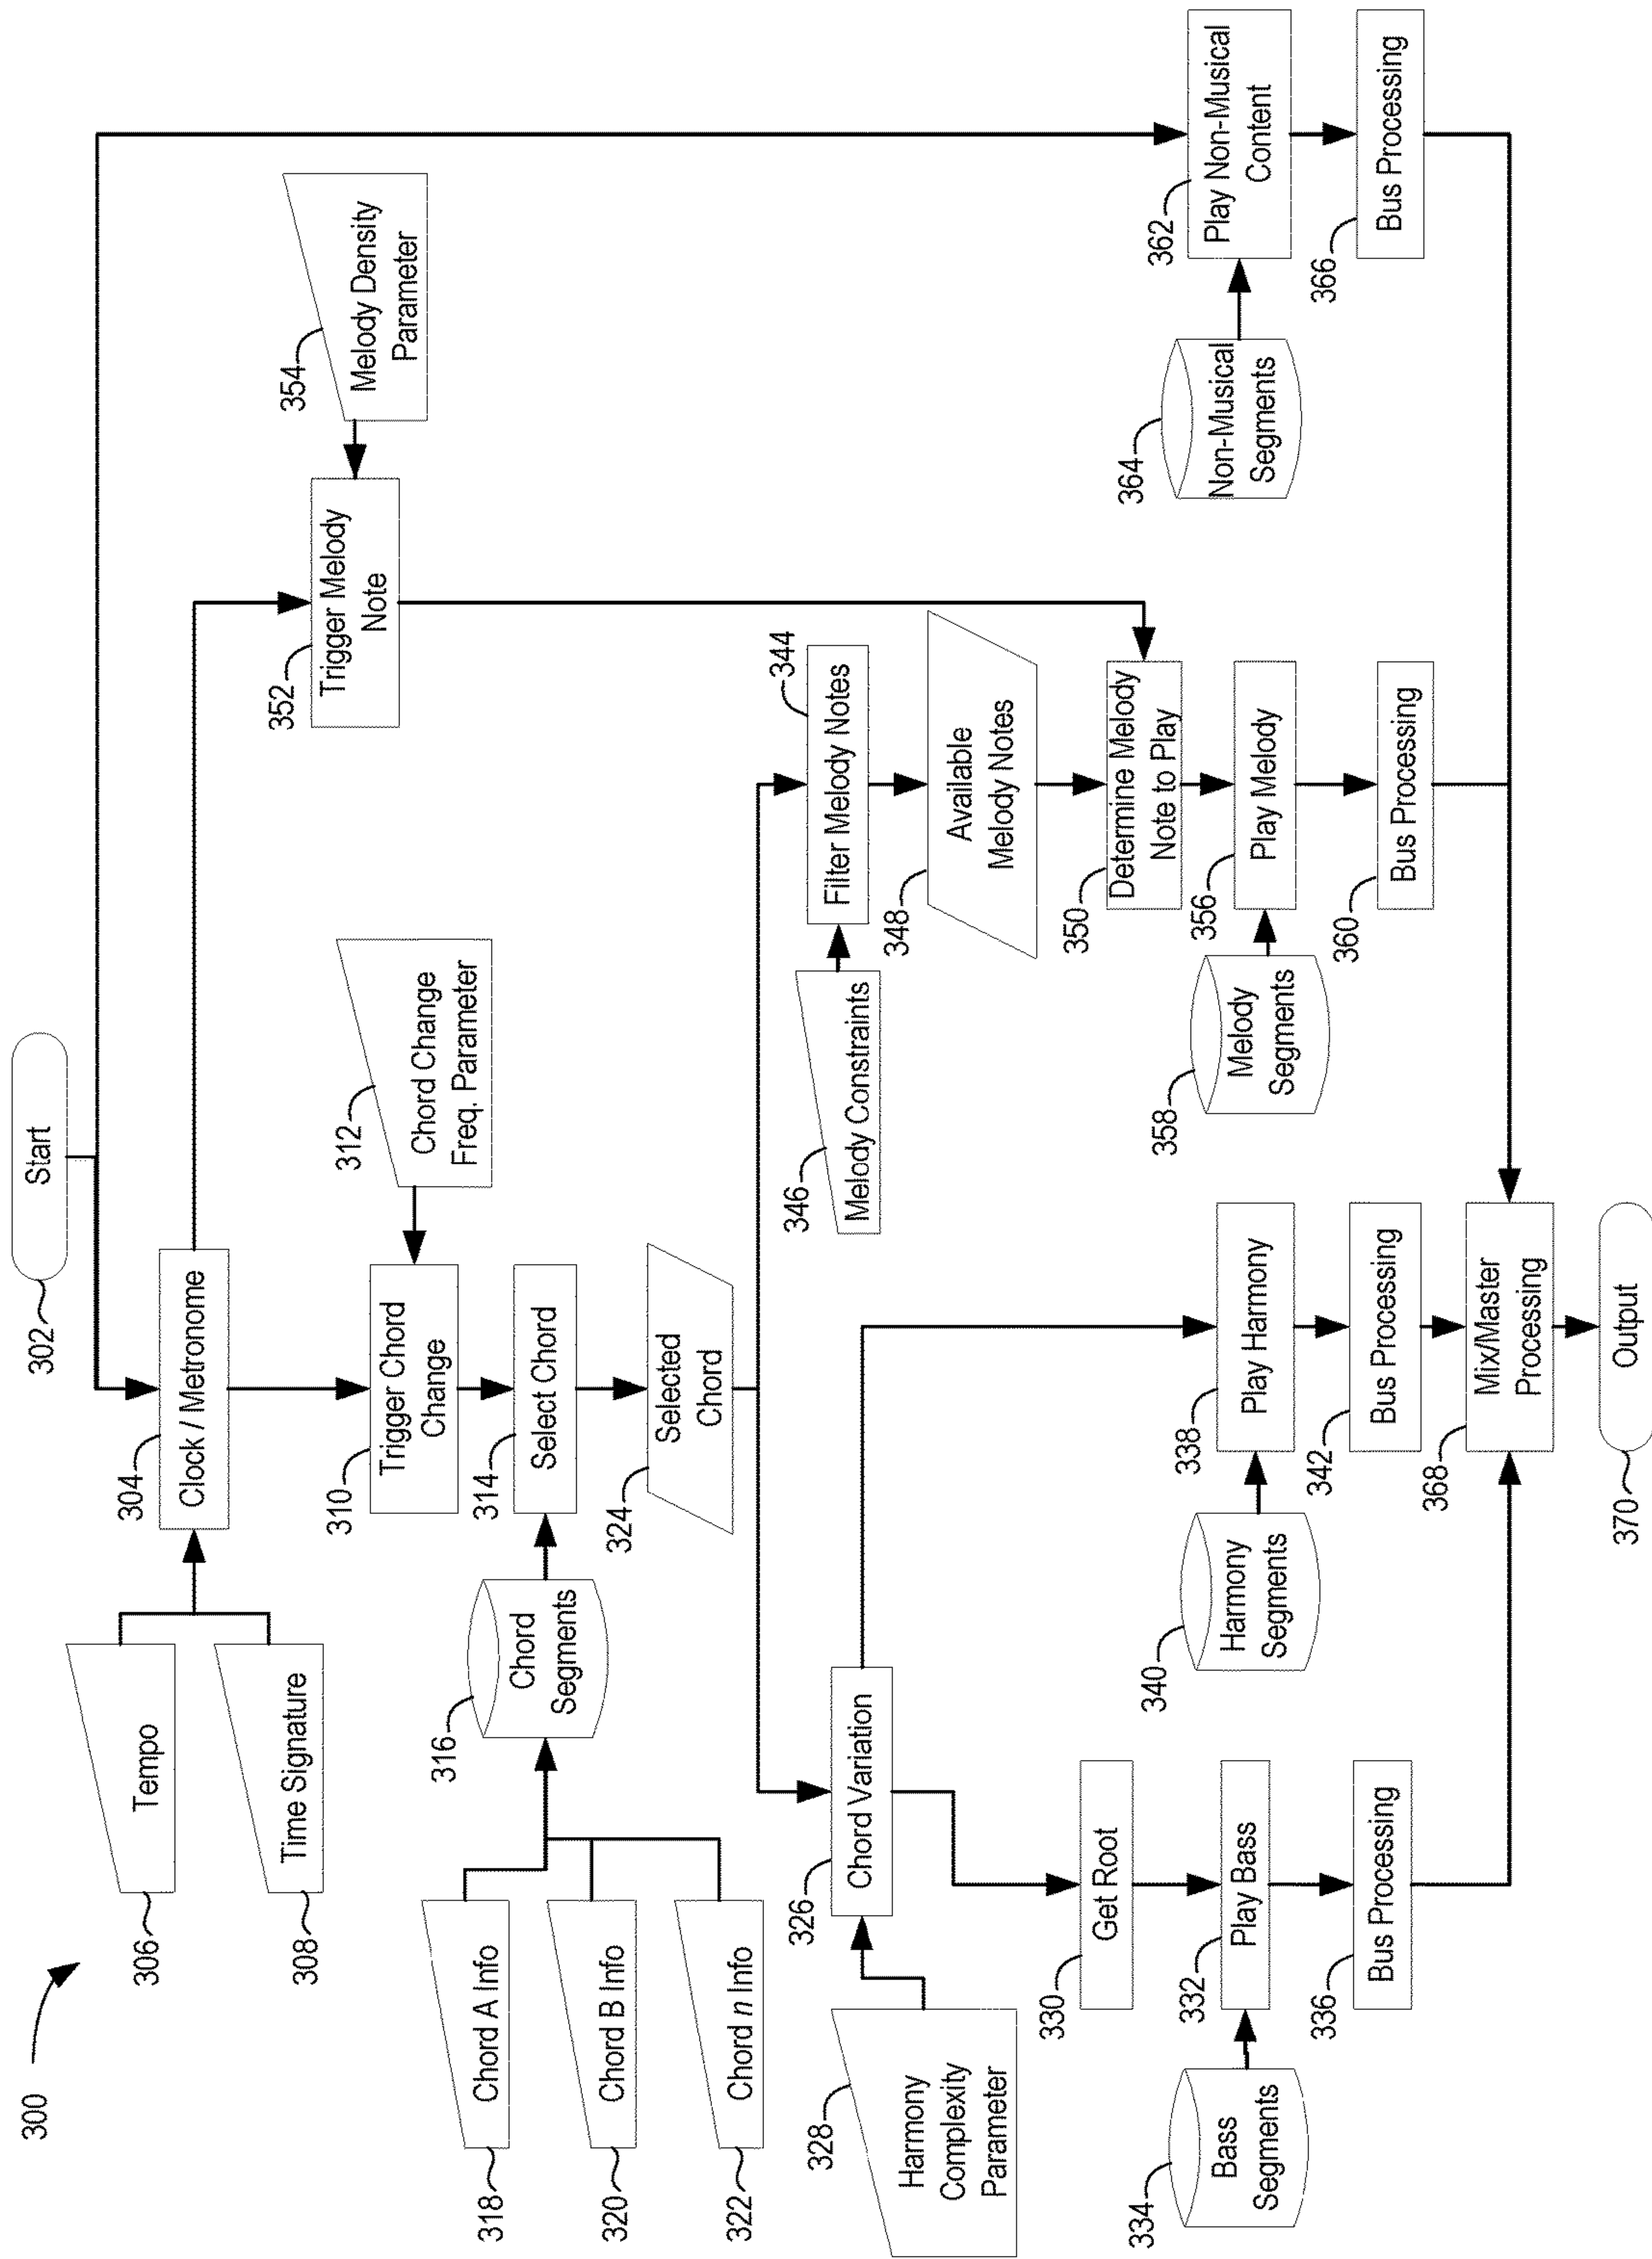 300
302
Start
304
Clock / Metronome
306
Tempo
308
Time Signature
310
Trigger Chord
Change
312
Chord Change
Freq. Parameter
352
Trigger Melody
Note
354
Melody Density
Parameter
314
Select Chord
316
Chord
Segments
318
Chord A Info
320
Chord B Info
322
Chord n Info
324
Selected
Chord
326
Chord Variation
328
Harmony
Complexity
Parameter
344
Filter Melody Notes
346
Melody Constraints
348
Available
Melody Notes
350
Determine Melody
Note to Play
330
Get Root
332
Play Bass
334
Bass
Segments
336
Bus Processing
338
Play Harmony
340
Harmony
Segments
342
Bus Processing
356
Play Melody
358
Melody
Segments
360
Bus Processing
362
Play Non-Musical
Content
364
Non-Musical
Segments
366
Bus Processing
368
Mix/Master
Processing
370
Output